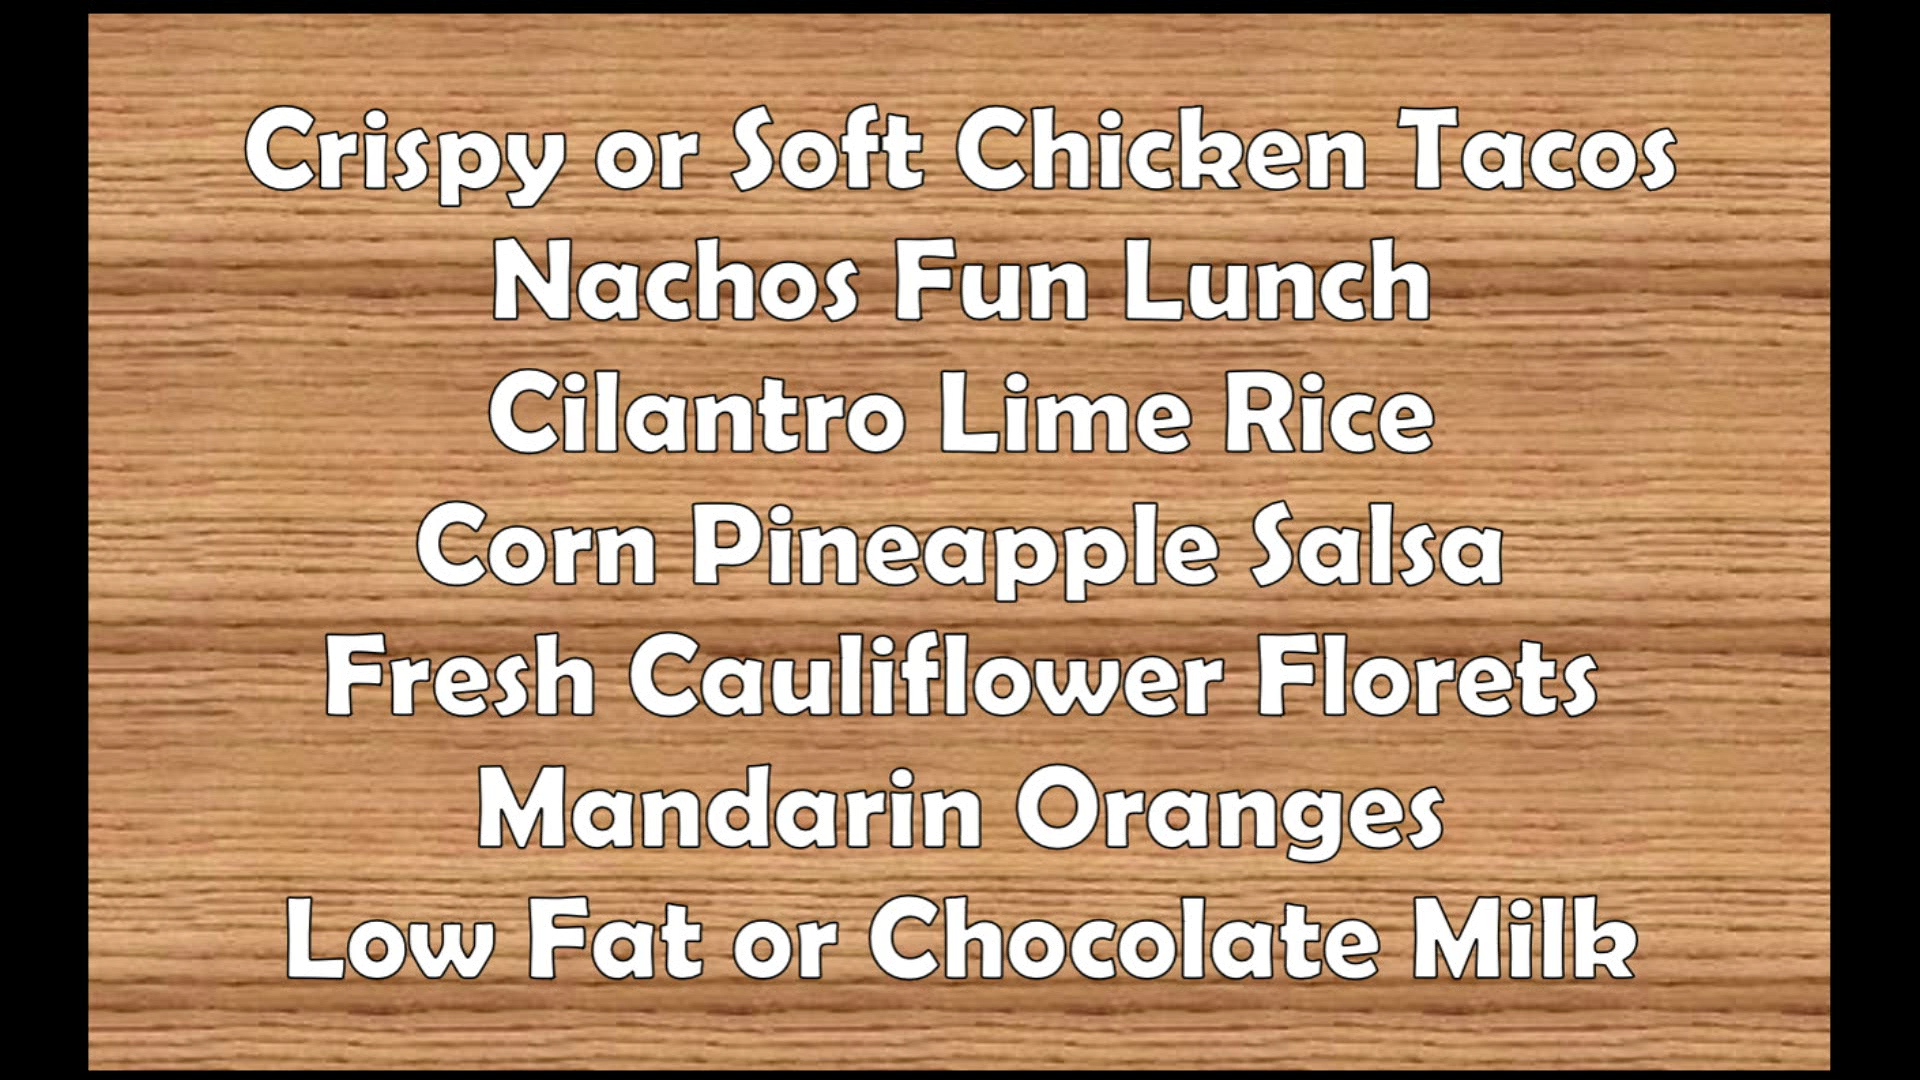 Crispy or Soft Chicken Tacos
Nachos Fun Lunch
Cilantro Lime Rice
Corn Pineapple Salsa
Fresh Cauliflower Florets
Mandarin Oranges
Low Fat or Chocolate Milk